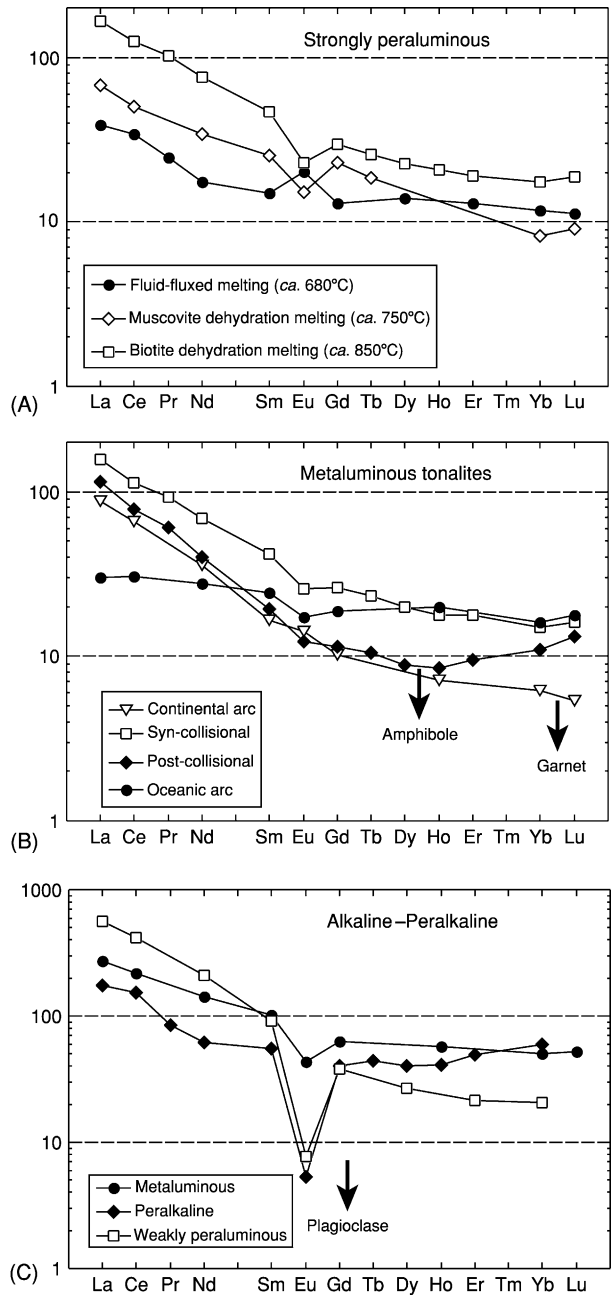 Strongly peraluminous
100
10
1
Fluid-fluxed melting (ca. 680°C)
Muscovite dehydration melting (ca. 750°C)
Biotite dehydration melting (ca. 850°C)
(A)
La Ce Pr Nd Sm Eu Gd Tb Dy Ho Er Tm Yb Lu
Metaluminous tonalites
100
10
1
Continental arc
Syn-collisional
Post-collisional
Oceanic arc
Amphibole
Garnet
(B)
La Ce Pr Nd Sm Eu Gd Tb Dy Ho Er Tm Yb Lu
1000
Alkaline–Peralkaline
100
10
1
Metaluminous
Peralkaline
Weakly peraluminous
Plagioclase
(C)
La Ce Pr Nd Sm Eu Gd Tb Dy Ho Er Tm Yb Lu